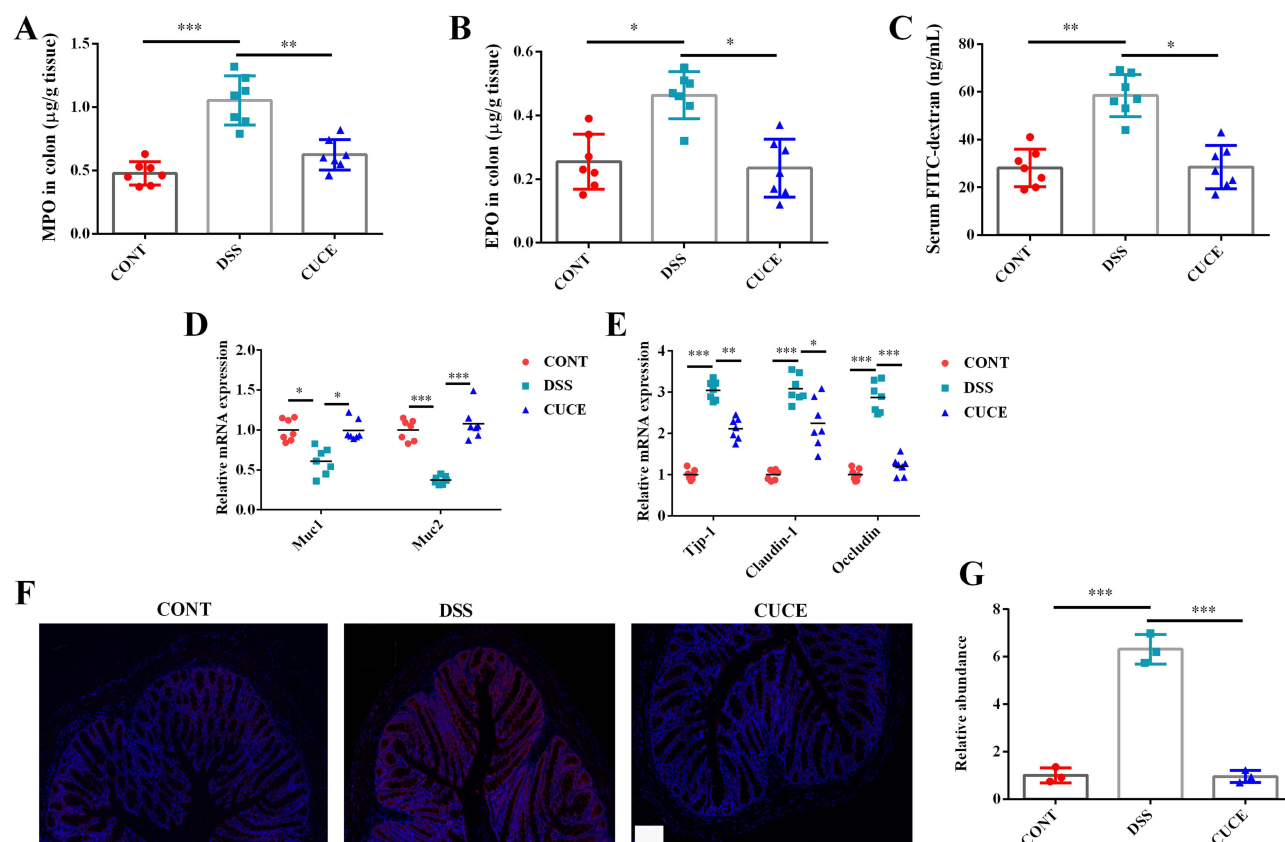 A
MPO in colon (μg/g tissue)
1.5
1.0
0.5
0.0
***
**
CONT
DSS
CUCE
B
EPO in colon (μg/g tissue)
0.6
0.4
0.2
0.0
*
*
CONT
DSS
CUCE
C
Serum FITC-dextran (ng/mL)
80
60
40
20
0
**
*
CONT
DSS
CUCE
D
Relative mRNA expression
2.0
1.5
1.0
0.5
0.0
*
*
***
***
Muc1
Muc2
CONT
DSS
CUCE
E
Relative mRNA expression
4
3
2
1
0
***
**
***
*
***
***
Tjp-1
Claudin-1
Occludin
CONT
DSS
CUCE
F
CONT
DSS
CUCE
G
Relative abundance
8
6
4
2
0
***
***
CONT
DSS
CUCE